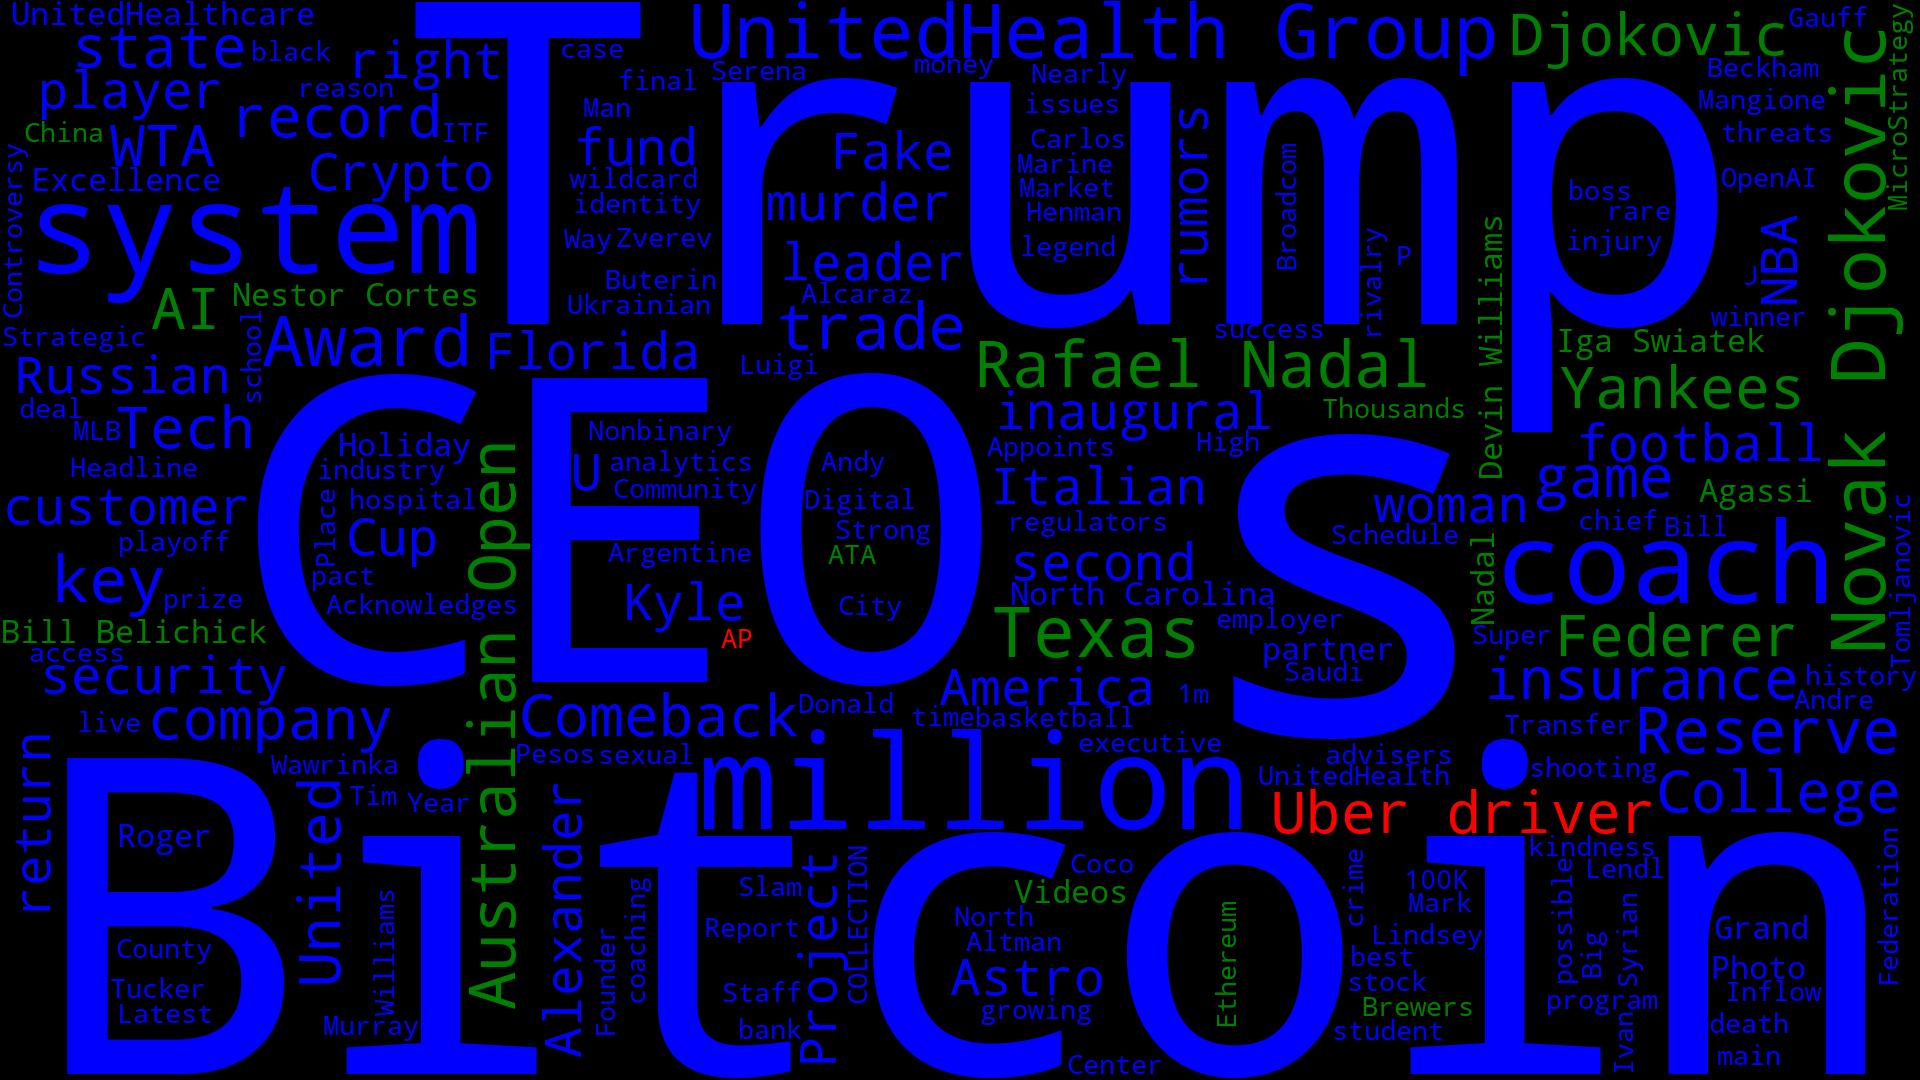 UnitedHealthcare
state
black
right
player
reason
record
ITF
China
WTA
Excellence
Crypto
Controversy
system
AI
Nestor Cortes
Strategic
school
Award
Russian
deal
MLB
Tech
Headline
customer
playoff
key
prize
Bill Belichick
access
security
live
company
return
Trump
UnitedHealth Group
Djokovic
Gauff
case
final
Serena
money
Nearly
Man
issues
fund
Fake
Carlos
Marine
Market
wildcard
identity
murder
Henman
legend
rumors
Broadcom
Way
Zverev
leader
Buterin
Alcaraz
Ukrainian
trade
rivalry
P
success
boss
rare
injury
Beckham
Mangione
threats
OpenAI
NBA
J
winner
MicroStrategy
Novak Djokovic
Devin Williams
Iga Swiatek
Yankees
Florida
Luigi
Rafael Nadal
Thousands
inaugural
Appoints
High
CEO
s
Holiday
industry
hospital
Place
Cup
pact
Acknowledges
Australian Open
Nonbinary
U
analytics
Community
Argentine
Kyle
AP
Andy
Digital
Strong
ATA
City
Italian
regulators
second
North Carolina
Texas
employer
partner
Saudi
woman
Schedule
football
game
Agassi
chief
Bill
coach
Nadal
Super
Federer
Tomljanovic
insurance
history
Andre
Transfer
Reserve
College
shooting
Comeback
Donald
America
1m
time
basketball
Pesos
sexual
million
executive
advisers
UnitedHealth
Uber driver
Wawrinka
Tim
Year
United
Bitcoin
Roger
County
Tucker
Latest
Williams
Murray
Alexander
Founder
coaching
Slam
Report
Staff
bank
Project
COLLECTION
Coco
Videos
North
Altman
Astro
growing
Center
Ethereum
crime
100K
Mark
Lindsey
best
stock
Brewers
student
kindness
Lendl
possible
Big
Syrian
program
Ivan
Grand
Photo
Inflow
death
main
Federation